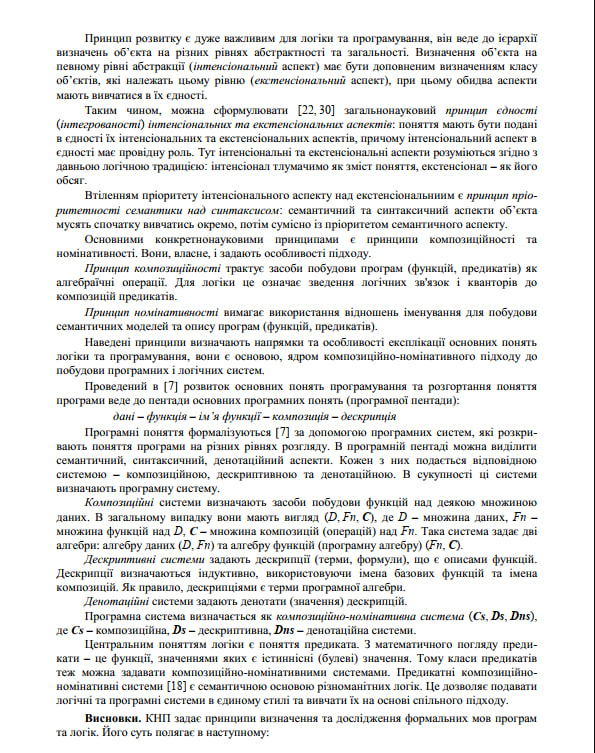 Принцип розвитку є дуже важливим для логіки та програмування, він веде до ієрархії
визначень об’єкта на різних рівнях абстрактності та загальності. Визначення об’єкта на
певному рівні абстракції (інтенсіональний аспект) має бути доповненим визначенням класу
об’єктів, які належать цьому рівню (екстенсіональний аспект), при цьому обидва аспекти
мають вивчатися в їх єдності.
Таким чином, можна сформулювати [22, 30] загальнонауковий принцип єдності
(інтегрованості) інтенсіональних та екстенсіональних аспектів: поняття мають бути подані
в єдності їх інтенсіональних та екстенсіональних аспектів, причому інтенсіональний аспект в
єдності має провідну роль. Тут інтенсіональні та екстенсіональні аспекти розуміються згідно з
давньою логічною традицією: інтенсіонал тлумачимо як зміст поняття, екстенсіонал – як його
обсяг.
Втіленням пріоритету інтенсіонального аспекту над екстенсіональниим є принцип пріо-
ритетності семантики над синтаксисом: семантичний та синтаксичний аспекти об’єкта
мусять спочатку вивчатись окремо, потім сумісно із пріоритетом семантичного аспекту.
Основними конкретнонауковими принципами є принципи композиційності та
номінативності. Вони, власне, і задають особливості підходу.
Принцип композиційності трактує засоби побудови програм (функцій, предикатів) як
алгебраїчні операції. Для логіки це означає зведення логічних зв'язок і кванторів до
композицій предикатів.
Принцип номінативності вимагає використання відношень іменування для побудови
семантичних моделей та опису програм (функцій, предикатів).
Наведені принципи визначають напрямки та особливості експлікації основних понять
логіки та програмування, вони є основою, ядром композиційно-номінативного підходу до
побудови програмних і логічних систем.
Проведений в [7] розвиток основних понять програмування та розгортання поняття
програми веде до пентади основних програмних понять (програмної пентади):
дані – функція – ім’я функції – композиція – дескрипція
Програмні поняття формалізуються [7] за допомогою програмних систем, які розкри-
вають поняття програми на різних рівнях розгляду. В програмній пентаді можна виділити
семантичний, синтаксичний, денотаційний аспекти. Кожен з них подається відповідною
системою – композиційною, дескриптивною та денотаційною. В сукупності ці системи
визначають програмну систему.
Композиційні системи визначають засоби побудови функцій над деякою множиною
даних. В загальному випадку вони мають вигляд (D, Fn, C), де D – множина даних, Fn –
множина функцій над D, C – множина композицій (операцій) над Fn. Така система задає дві
алгебри: алгебру даних (D, Fn) та алгебру функцій (програмну алгебру) (Fn, C).
Дескриптивні системи задають дескрипції (терми, формули), що є описами функцій.
Дескрипції визначаються індуктивно, використовуючи імена базових функцій та імена
композицій. Як правило, дескрипціями є терми програмної алгебри.
Денотаційні системи задають денотати (значення) дескрипцій.
Програмна система визначається як композиційно-номінативна система (Cs, Ds, Dns),
де Cs – композиційна, Ds – дескриптивна, Dns – денотаційна системи.
Центральним поняттям логіки є поняття предиката. З математичного погляду преди-
кати – це функції, значеннями яких є істиннісні (булеві) значення. Тому класи предикатів
теж можна задавати композиційно-номінативними системами. Предикатні композиційно-
номінативні системи [18] є семантичною основою різноманітних логік. Це дозволяє подавати
логічні та програмні системи в єдиному стилі та вивчати їх на основі спільного підходу.
Висновки. КНП задає принципи визначення та дослідження формальних мов програм
та логік. Його суть полягає в наступному: